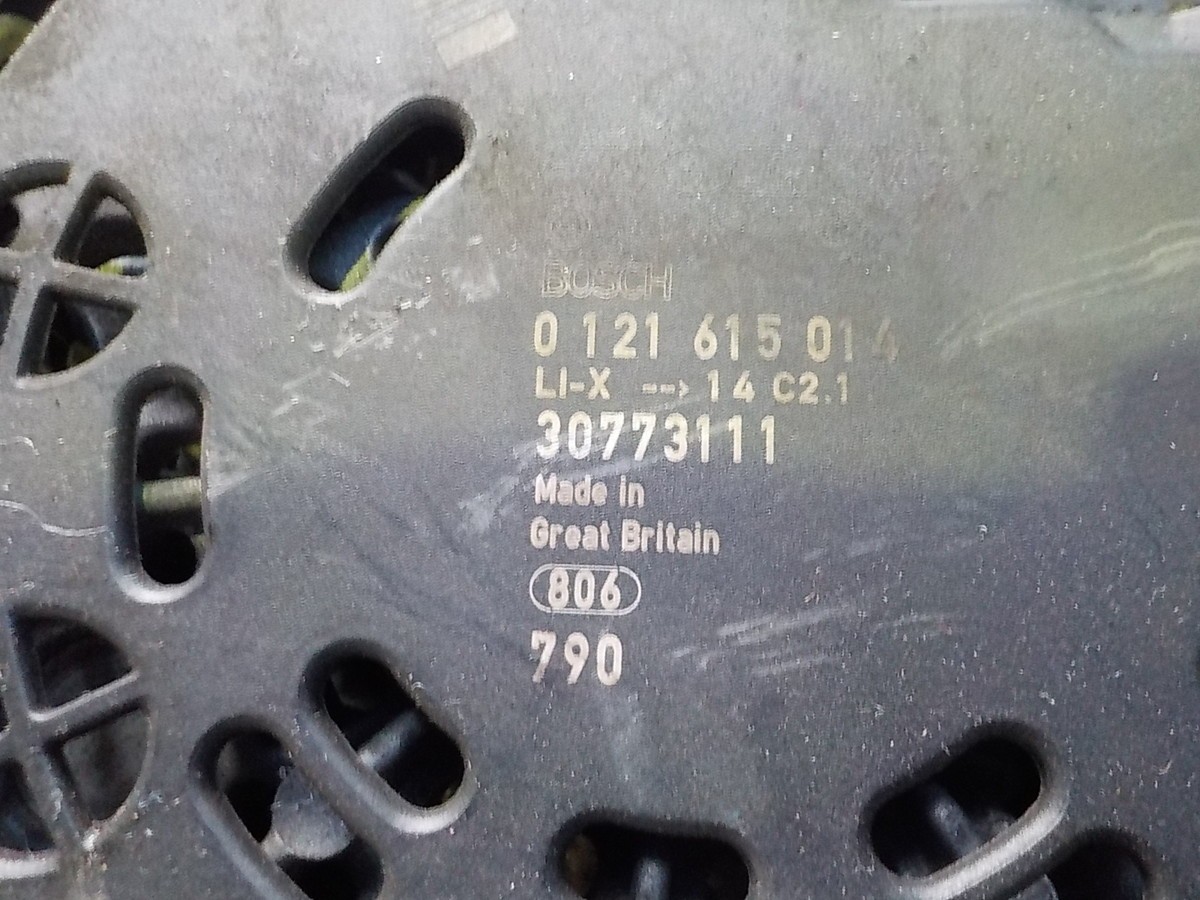 BOSCH
0 121 615 014
LI-X --> 14 C2.1
30773111
Made in
Great Britain
806
790